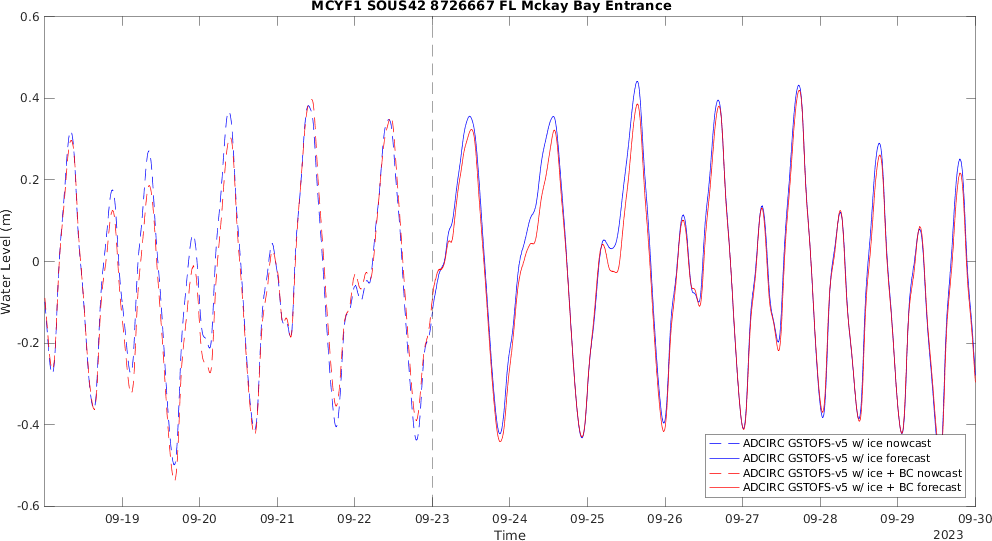 MCYF1 SOUS42 8726667 FL Mckay Bay Entrance
0.6
0.4
0.2
0
-0.2
-0.4
-0.6
Water Level (m)
ADCIRC GSTOFS-v5 w/ ice nowcast
ADCIRC GSTOFS-v5 w/ ice forecast
ADCIRC GSTOFS-v5 w/ ice + BC nowcast
ADCIRC GSTOFS-v5 w/ ice + BC forecast
09-19 09-20 09-21 09-22 09-23 09-24 09-25 09-26 09-27 09-28 09-29 09-30
Time
2023